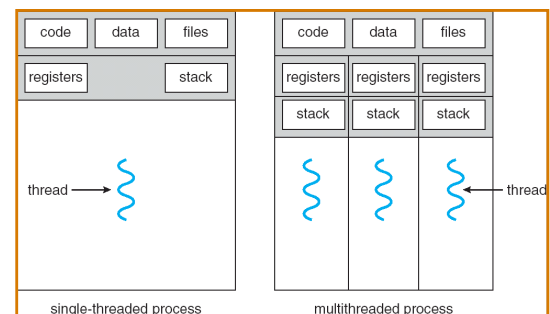 code data files
registers stack
thread
single-threaded process
code data files
registers registers registers
stack stack stack
thread
multithreaded process